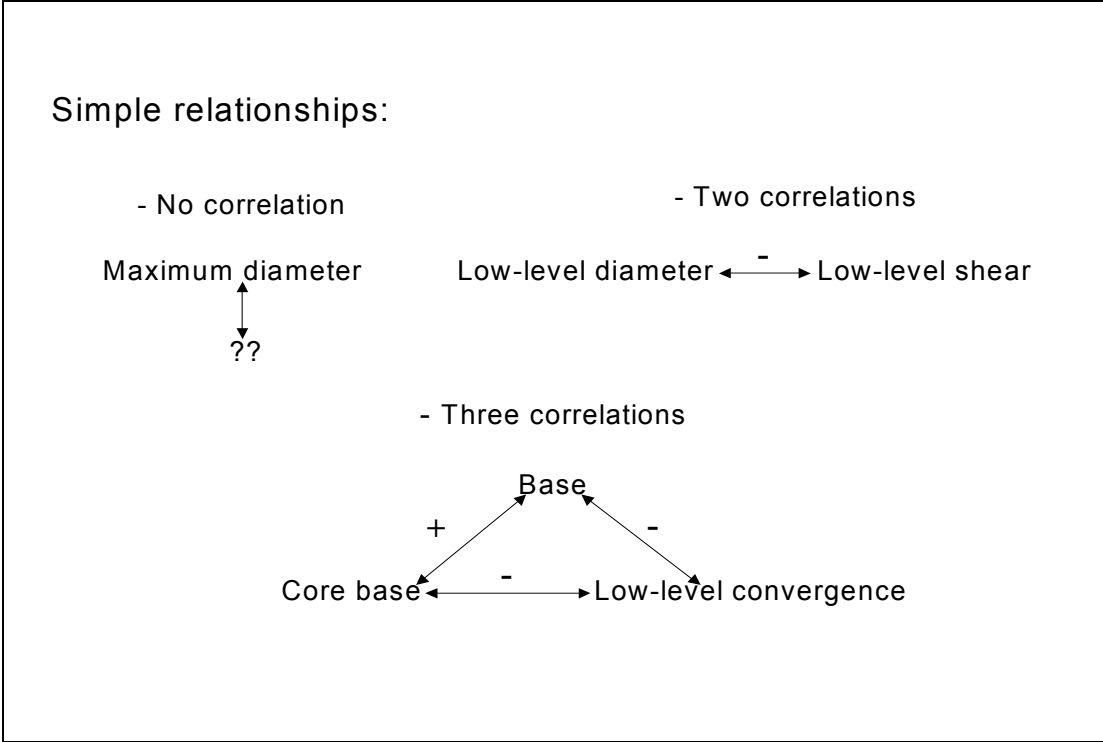 Simple relationships:
- No correlation
Maximum diameter
??
- Two correlations
Low-level diameter - Low-level shear
- Three correlations
Base
+ -
Core base - Low-level convergence